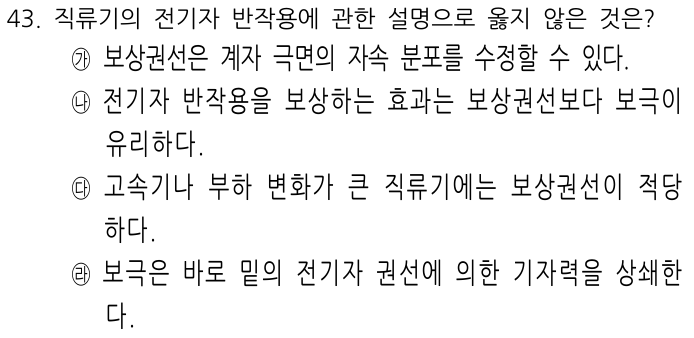 43. 직류기의 전기자 반작용에 관한 설명으로 옳지 않은 것은?
㉮ 보상권선은 계자 극면의 자속 분포를 수정할 수 있다.
㉯ 전기자 반작용을 보상하는 효과는 보상권선보다 보극이
유리하다.
㉰ 고속기나 부하 변화가 큰 직류기에는 보상권선이 적당
하다.
㉱ 보극은 바로 밑의 전기자 권선에 의한 기자력을 상쇄한
다.